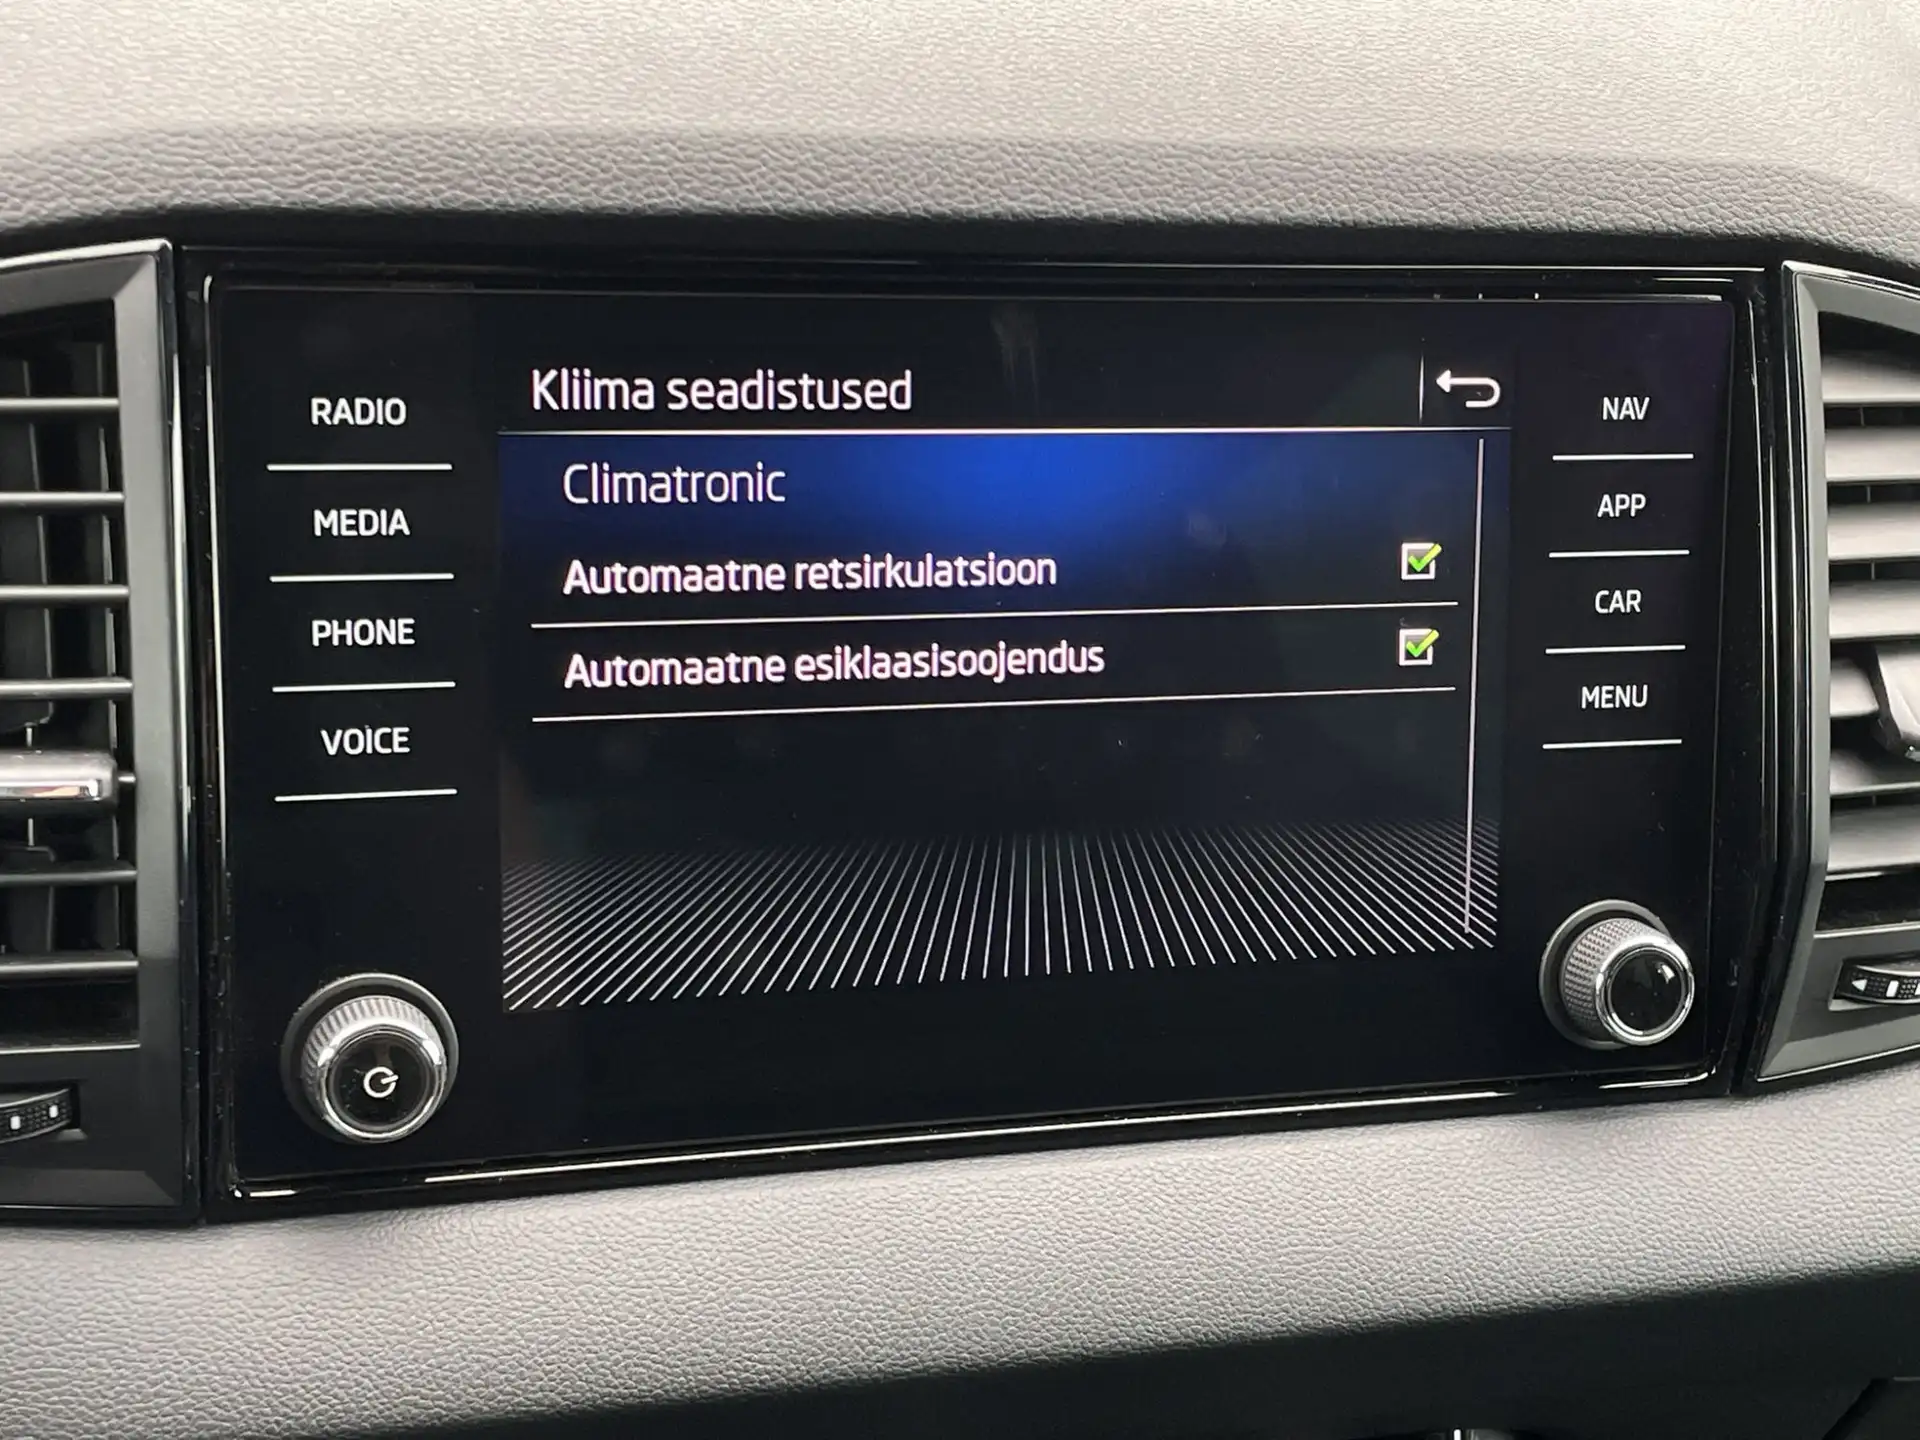 Kliima seadistused
RADIO
MEDIA
PHONE
VOICE
Climatronic
Automaatne retsirkulatsioon
Automaatne esiklaasisoojendus
NAV
APP
CAR
MENU